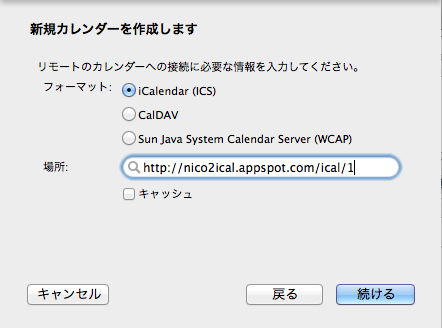 新規カレンダーを作成します
リモートのカレンダーへの接続に必要な情報を入力してください。
フォーマット: iCalendar (ICS)
CalDAV
Sun Java System Calendar Server (WCAP)
場所: http://nico2ical.appspot.com/ical/1
キャッシュ
キャンセル 戻る 続ける